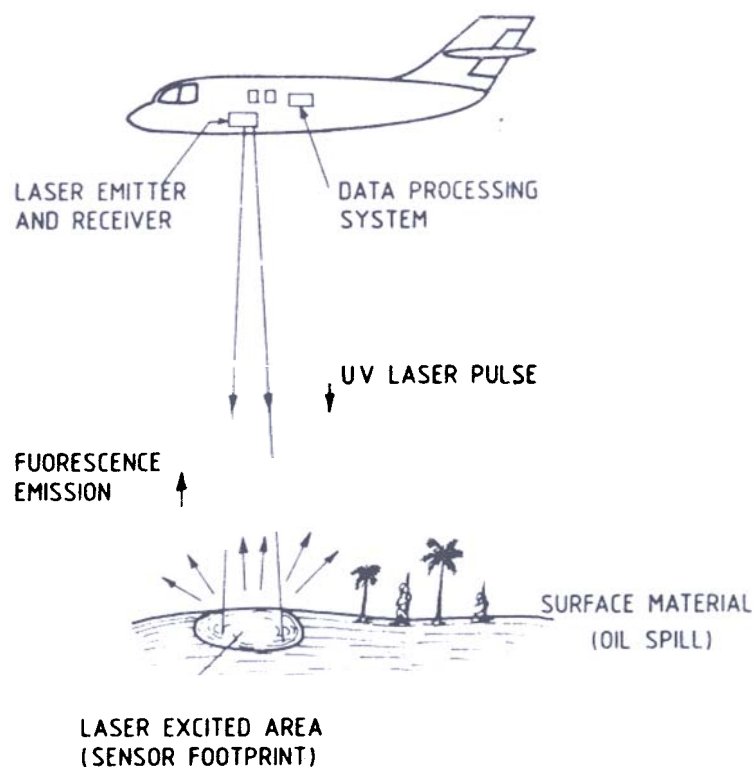 LASER EMITTER
AND RECEIVER
DATA PROCESSING
SYSTEM
UV LASER PULSE
FUORESCENCE
EMISSION
SURFACE MATERIAL
(OIL SPILL)
LASER EXCITED AREA
(SENSOR FOOTPRINT)